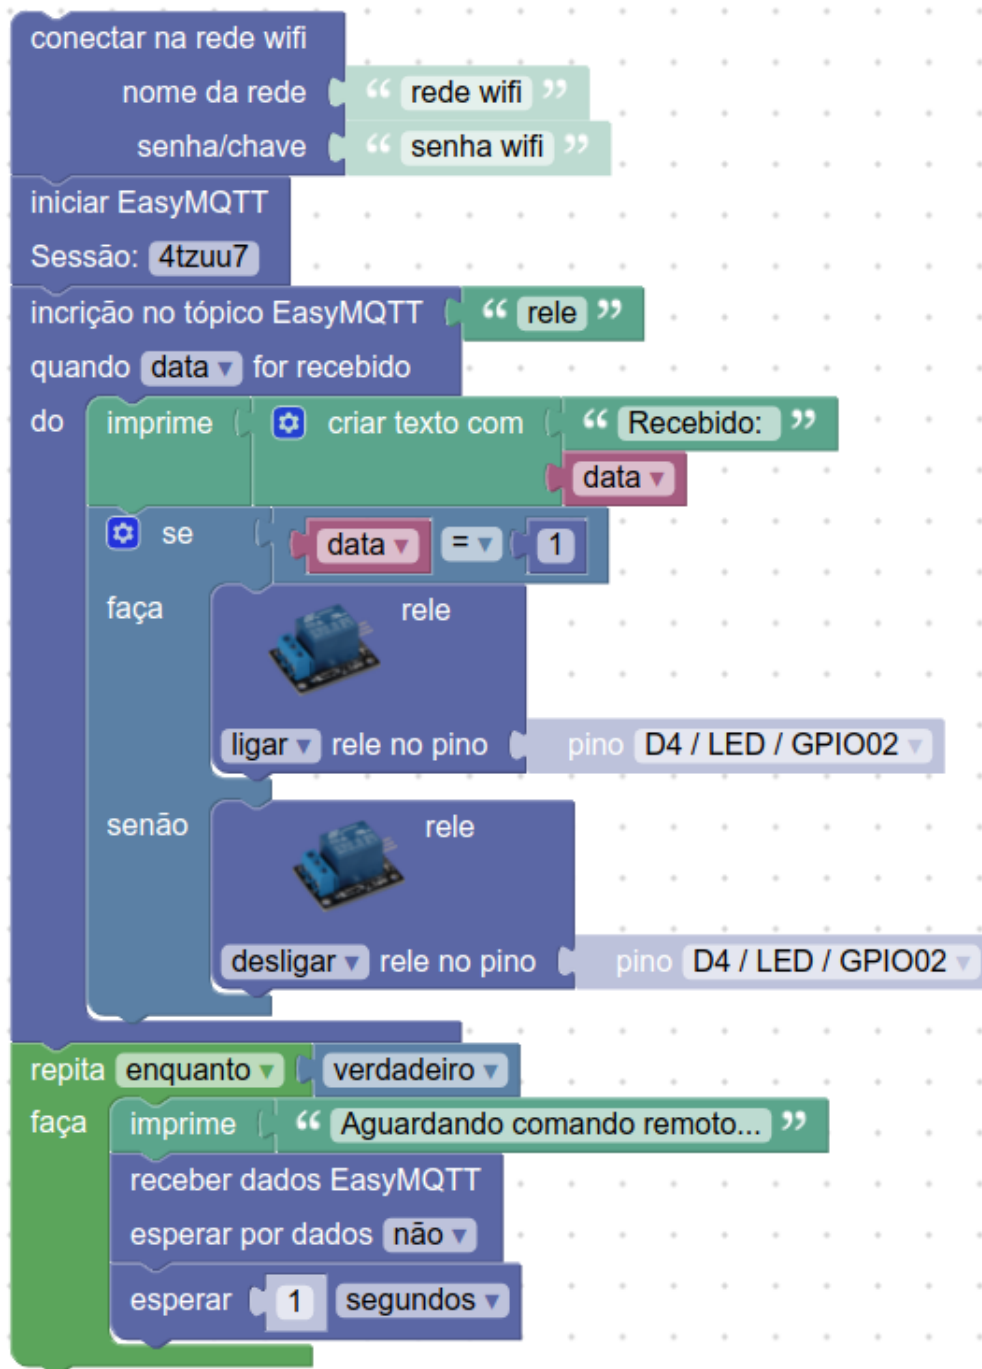 conectar na rede wifi
nome da rede “ rede wifi ”
senha/chave “ senha wifi ”
iniciar EasyMQTT
Sessão: 4tzuu7
incrição no tópico EasyMQTT “ rele ”
quando data for recebido
do imprime criar texto com “ Recebido: ”
data
se data = 1
faça rele
ligar rele no pino pino D4 / LED / GPIO02
senão rele
desligar rele no pino pino D4 / LED / GPIO02
repita enquanto verdadeiro
faça imprime “ Aguardando comando remoto... ”
receber dados EasyMQTT
esperar por dados não
esperar 1 segundos